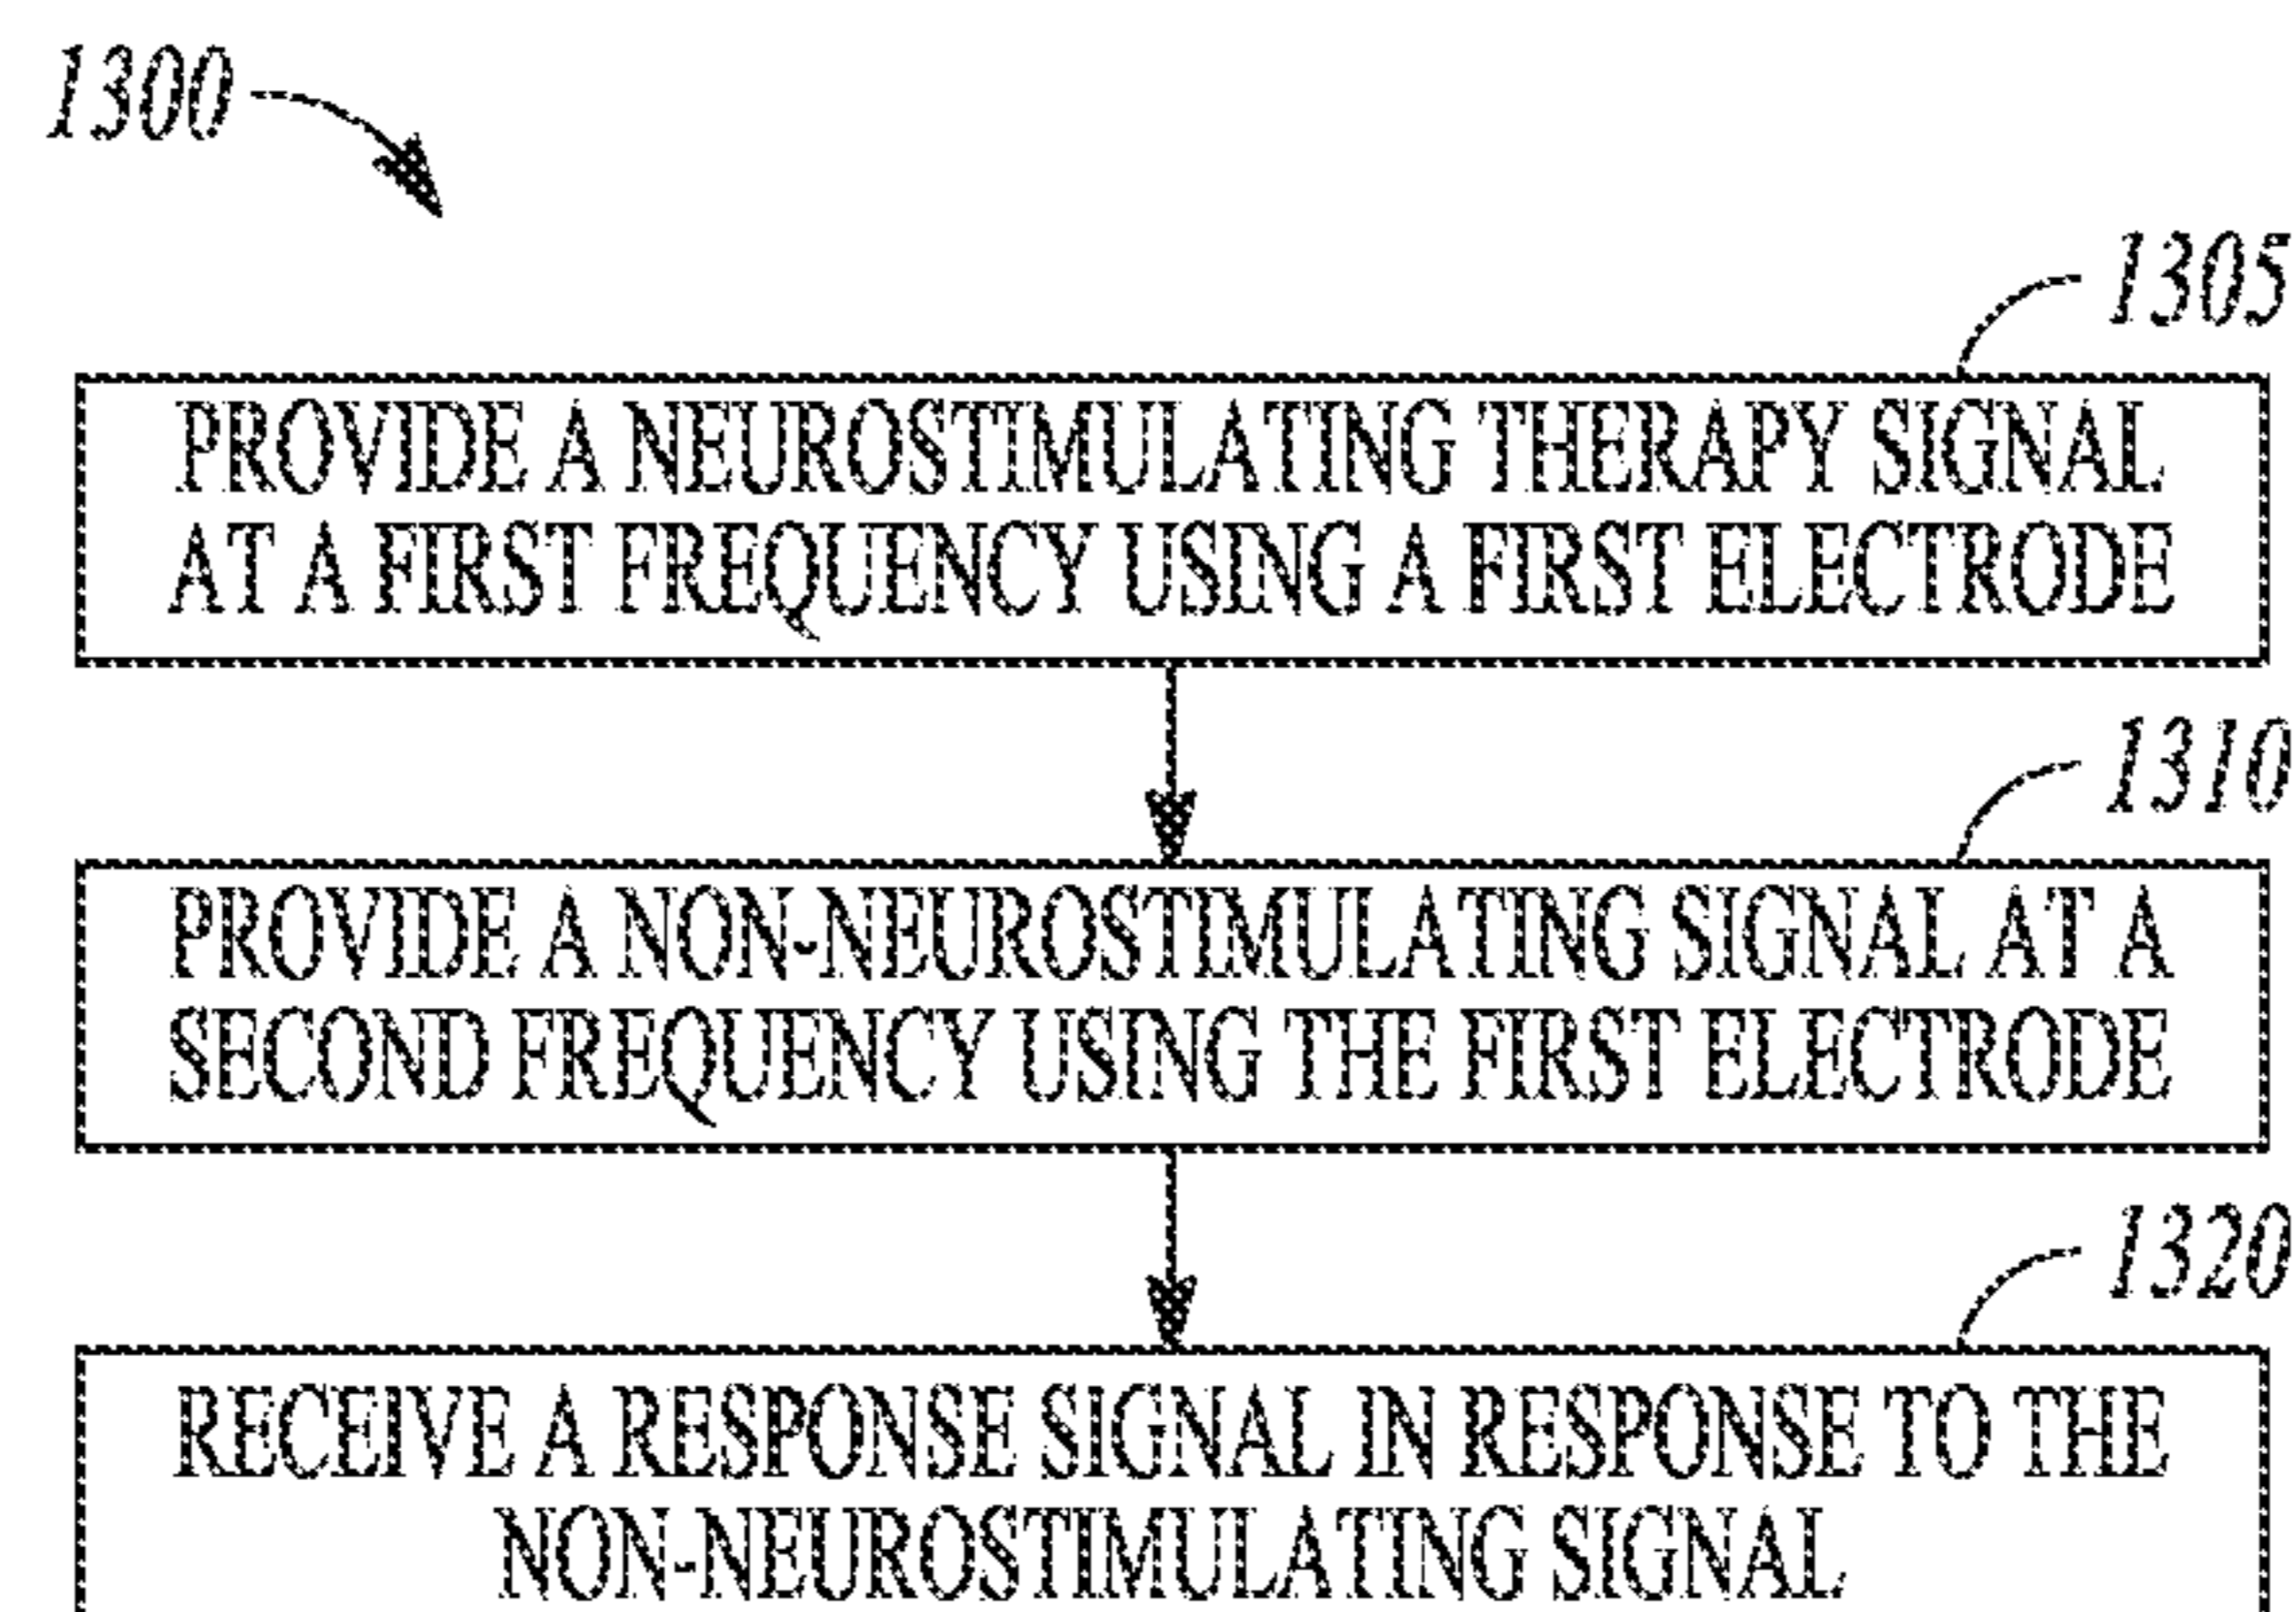 1300
1305
PROVIDE A NEUROSTIMULATING THERAPY SIGNAL
AT A FIRST FREQUENCY USING A FIRST ELECTRODE
1310
PROVIDE A NON-NEUROSTIMULATING SIGNAL AT A
SECOND FREQUENCY USING THE FIRST ELECTRODE
1320
RECEIVE A RESPONSE SIGNAL IN RESPONSE TO THE
NON-NEUROSTIMULATING SIGNAL